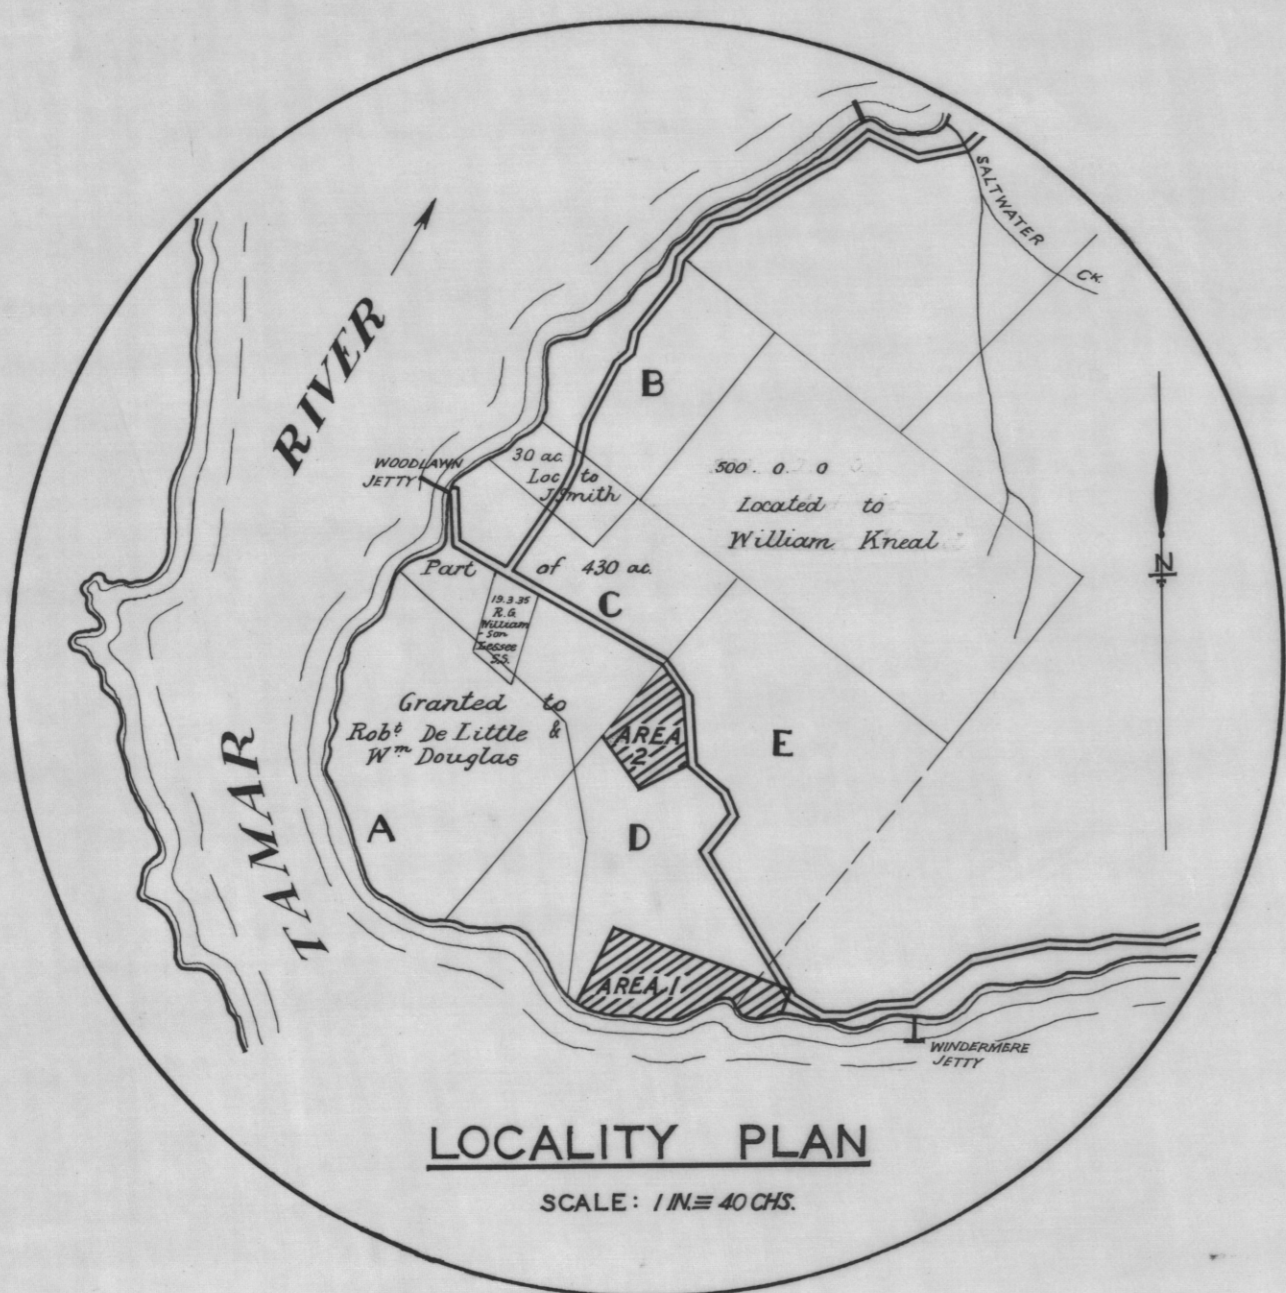 SALTWATER
CK.
RIVER
B
WOODLAWN
JETTY
30 ac.
Loc to
J Smith
500 . 0 . 0
Located to
William Kneal
Part of 430 ac.
C
19.3.35
R.G.
William
-son
Lessee
S.S.
N
Granted to
Robt De Little &
Wm Douglas
AREA
2
E
TAMAR
A
D
AREA 1
WINDERMERE
JETTY
LOCALITY PLAN
SCALE: 1 IN. ≡ 40 CHS.